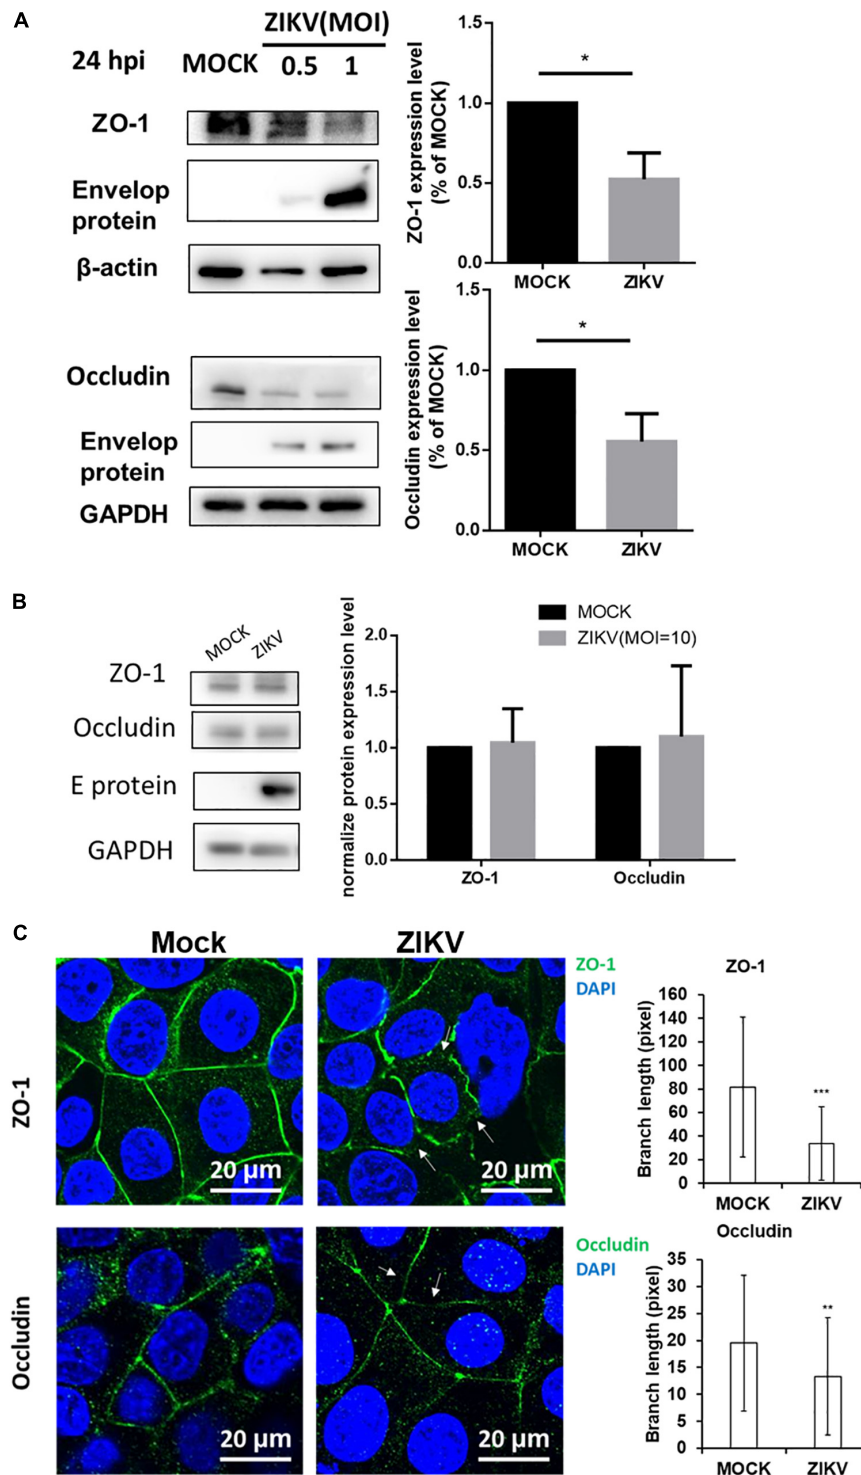 A
ZIKV(MOI)
24 hpi MOCK 0.5 1
ZO-1
Envelop
protein
β-actin
ZO-1 expression level
(% of MOCK)
1.5
1.0
0.5
0.0
*
MOCK ZIKV
Occludin
Envelop
protein
GAPDH
Occludin expression level
(% of MOCK)
1.5
1.0
0.5
0.0
*
MOCK ZIKV
B
MOCK ZIKV
ZO-1
Occludin
E protein
GAPDH
normalize protein expression level
2.0
1.5
1.0
0.5
0.0
MOCK
ZIKV(MOI=10)
ZO-1 Occludin
C
Mock ZIKV
ZO-1
20 μm
20 μm
ZO-1
DAPI
ZO-1
Branch length (pixel)
160
140
120
100
80
60
40
20
0
***
MOCK ZIKV
Occludin
20 μm
20 μm
Occludin
DAPI
Occludin
Branch length (pixel)
35
30
25
20
15
10
5
0
**
MOCK ZIKV